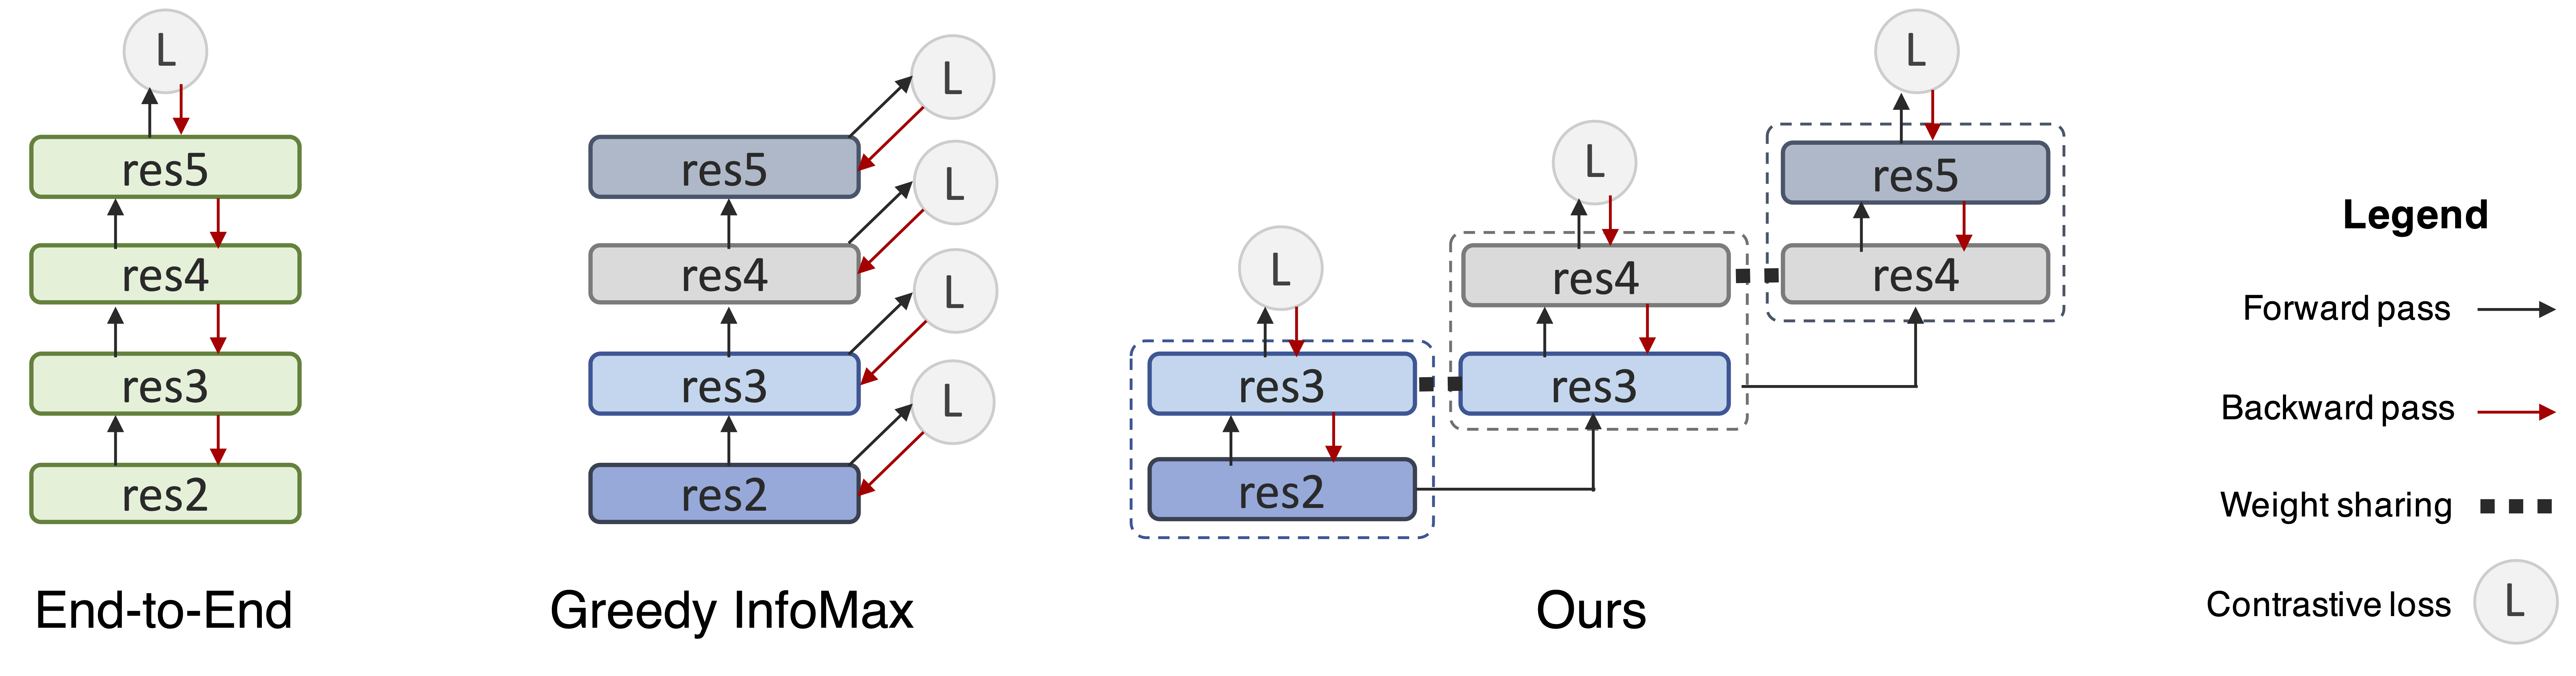 L
res5
res4
res3
res2
End-to-End
L
L
L
L
res5
res4
res3
res2
Greedy InfoMax
L
res3
res2
L
res4
res3
L
res5
res4
Ours
Legend
Forward pass
Backward pass
Weight sharing
Contrastive loss L